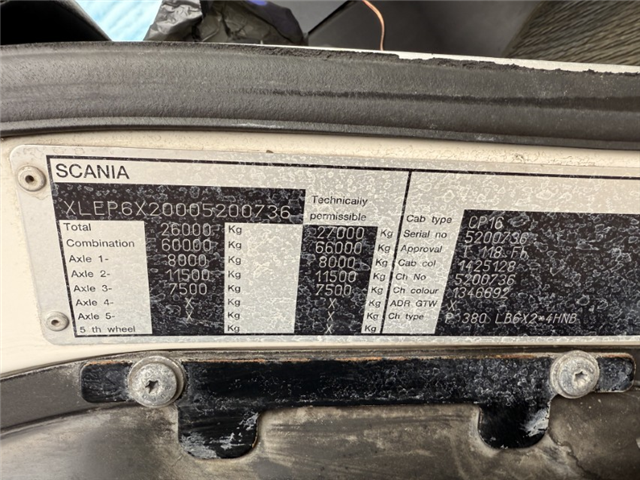 SCANIA
XLEP6X20005200736
Technically permissible
Total 26000 Kg 27000 Kg
Combination 60000 Kg 66000 Kg
Axle 1- 8000 Kg 8000 Kg
Axle 2- 11500 Kg 11500 Kg
Axle 3- 7500 Kg 7500 Kg
Axle 4- X Kg X Kg
Axle 5- X Kg X Kg
5 th wheel X Kg X Kg
Cab type CP16
Serial no 5200736
Approval T 118 FI
Cab col 1425128
Ch No 5200736
Ch colour
ADR GTW
Ch type P 380 LB6X2*4HNB